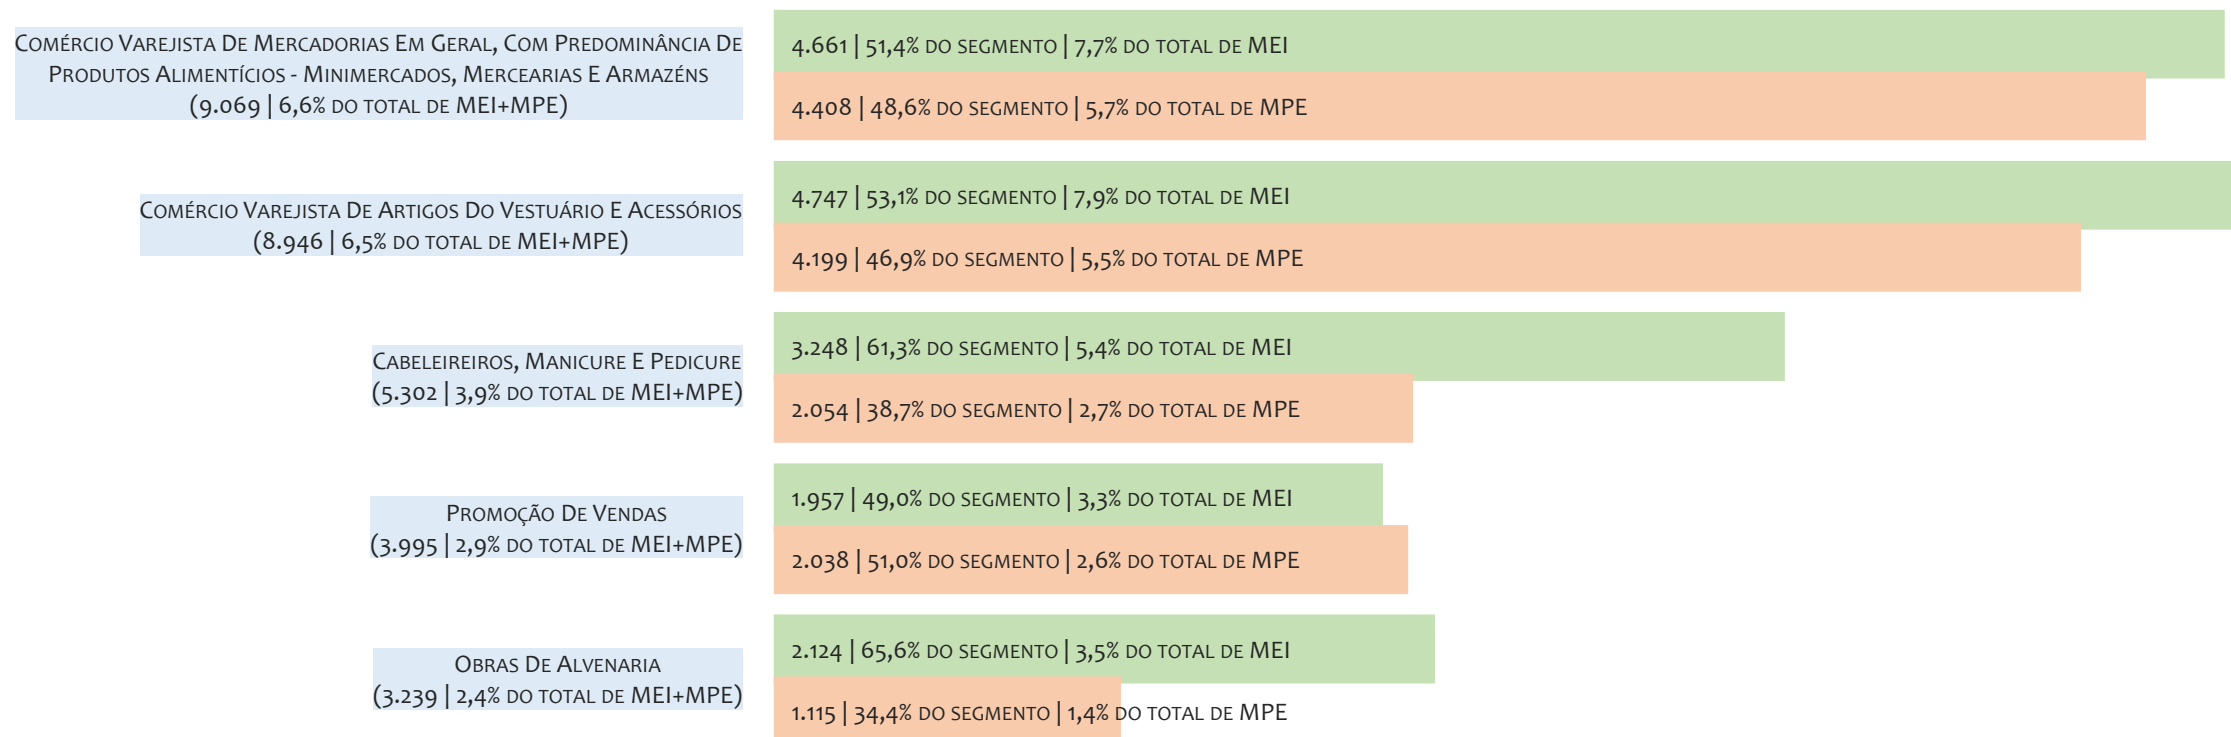 Comércio Varejista De Mercadorias Em Geral, Com Predominância De
Produtos Alimentícios - Minimercados, Mercearias E Armazéns
(9.069 | 6,6% do total de MEI+MPE)
4.661 | 51,4% do segmento | 7,7% do total de MEI
4.408 | 48,6% do segmento | 5,7% do total de MPE
Comércio Varejista De Artigos Do Vestuário E Acessórios
(8.946 | 6,5% do total de MEI+MPE)
4.747 | 53,1% do segmento | 7,9% do total de MEI
4.199 | 46,9% do segmento | 5,5% do total de MPE
Cabeleireiros, Manicure E Pedicure
(5.302 | 3,9% do total de MEI+MPE)
3.248 | 61,3% do segmento | 5,4% do total de MEI
2.054 | 38,7% do segmento | 2,7% do total de MPE
Promoção De Vendas
(3.995 | 2,9% do total de MEI+MPE)
1.957 | 49,0% do segmento | 3,3% do total de MEI
2.038 | 51,0% do segmento | 2,6% do total de MPE
Obras De Alvenaria
(3.239 | 2,4% do total de MEI+MPE)
2.124 | 65,6% do segmento | 3,5% do total de MEI
1.115 | 34,4% do segmento | 1,4% do total de MPE